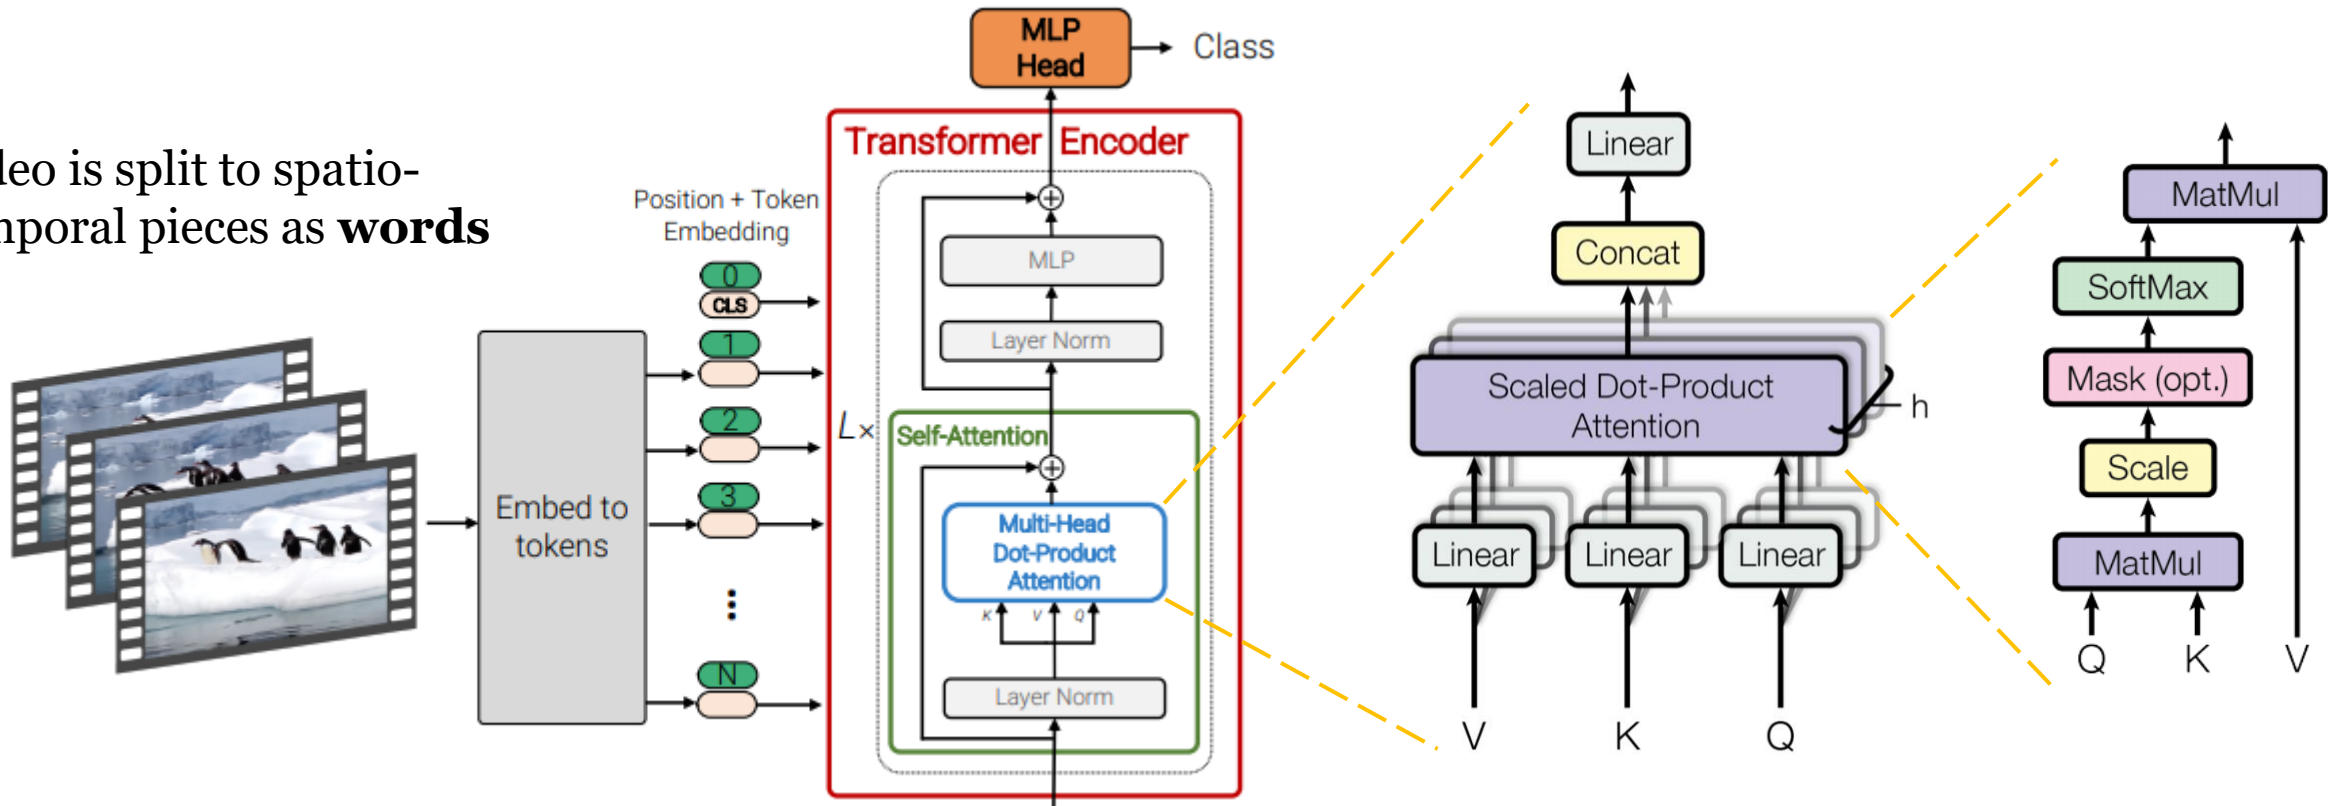 deo is split to spatio-
nporal pieces as words
Embed to
tokens
Position + Token
Embedding
0
CLS
1
2
3
N
MLP
Head
Class
Transformer Encoder
L×
MLP
Layer Norm
Self-Attention
Multi-Head
Dot-Product
Attention
K V Q
Layer Norm
Linear
Concat
Scaled Dot-Product
Attention
h
Linear Linear Linear
V K Q
MatMul
SoftMax
Mask (opt.)
Scale
MatMul
Q K V